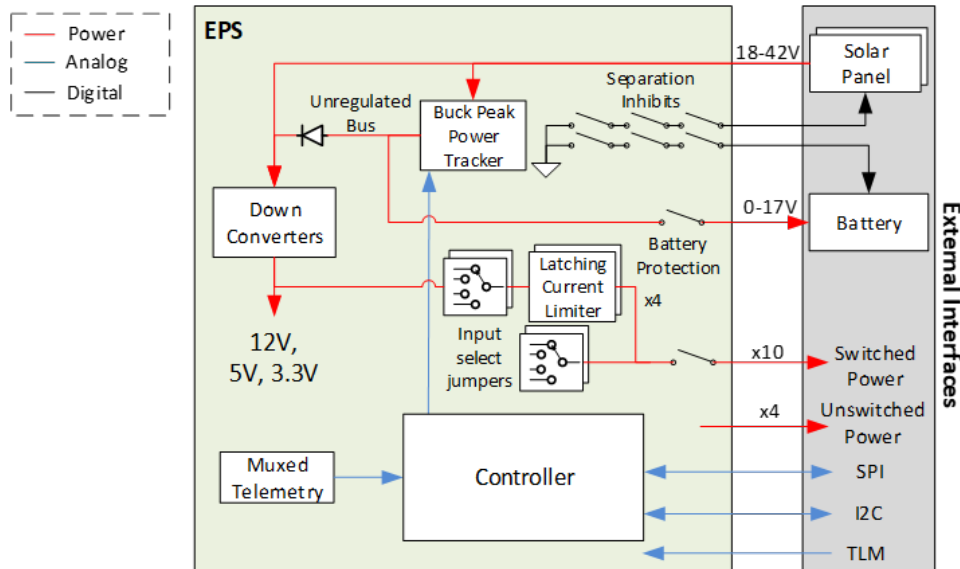 Power
Analog
Digital
EPS
18-42V
Solar
Panel
Separation
Inhibits
Unregulated
Bus
Buck Peak
Power
Tracker
Down
Converters
0-17V
Battery
Battery
Protection
Latching
Current
Limiter
x4
Input
select
jumpers
12V,
5V, 3.3V
x10
Switched
Power
x4
Unswitched
Power
Muxed
Telemetry
Controller
SPI
I2C
TLM
External Interfaces